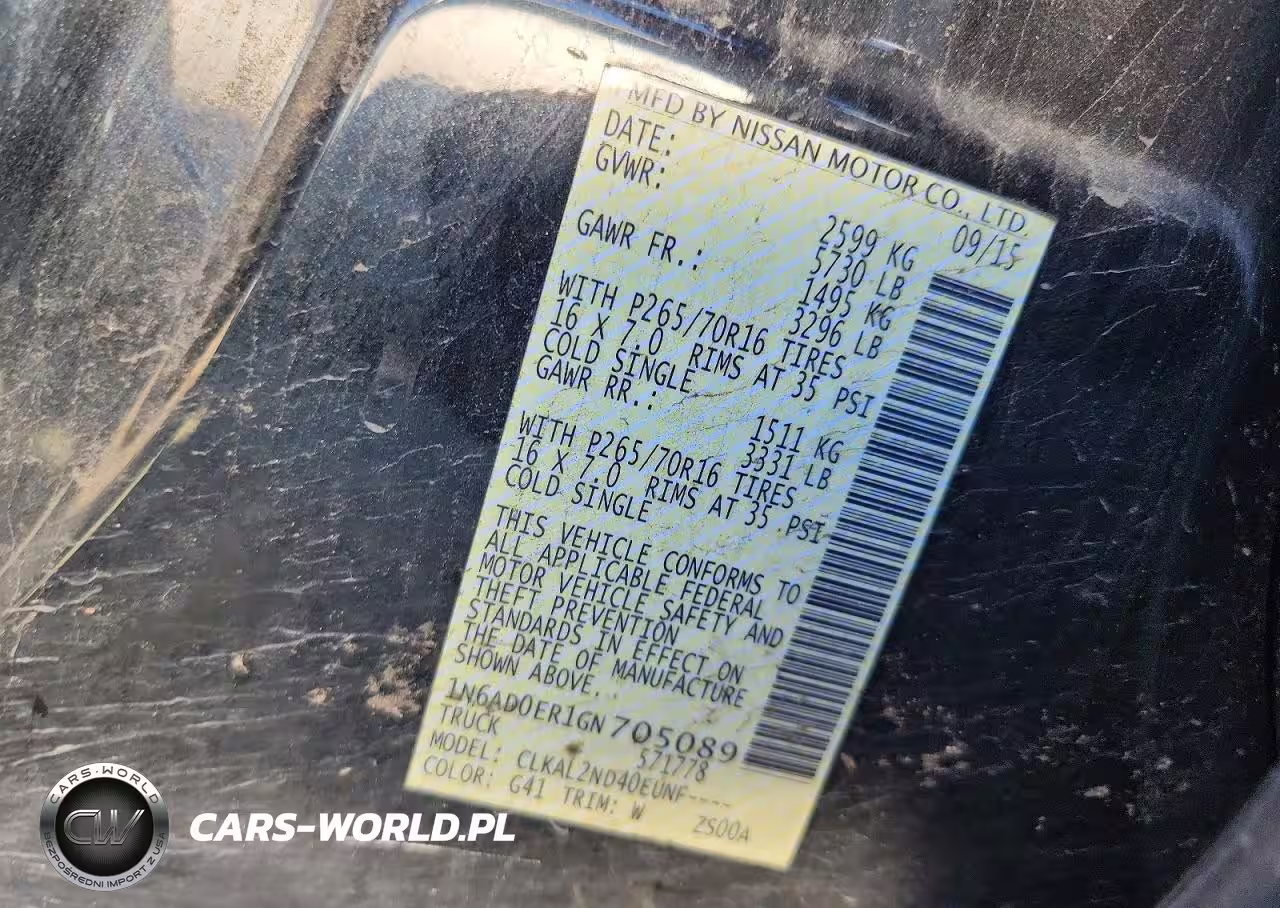 MFD BY NISSAN MOTOR CO., LTD.
DATE: 09/15
GVWR: 2599 KG
5730 LB
GAWR FR.: 1495 KG
3296 LB
WITH P265/70R16 TIRES
16 X 7.0 RIMS AT 35 PSI
COLD SINGLE
GAWR RR.: 1511 KG
3331 LB
WITH P265/70R16 TIRES
16 X 7.0 RIMS AT 35 PSI
COLD SINGLE
THIS VEHICLE CONFORMS TO
ALL APPLICABLE FEDERAL
MOTOR VEHICLE SAFETY AND
THEFT PREVENTION
STANDARDS IN EFFECT ON
THE DATE OF MANUFACTURE
SHOWN ABOVE.
1N6AD0ER1GN705089
TRUCK 571778
MODEL: CLKAL2ND40EUNF----
COLOR: G41 TRIM: W ZS00A
CARS-WORLD
CW
BEZPOŚREDNI IMPORT Z USA
CARS-WORLD.PL